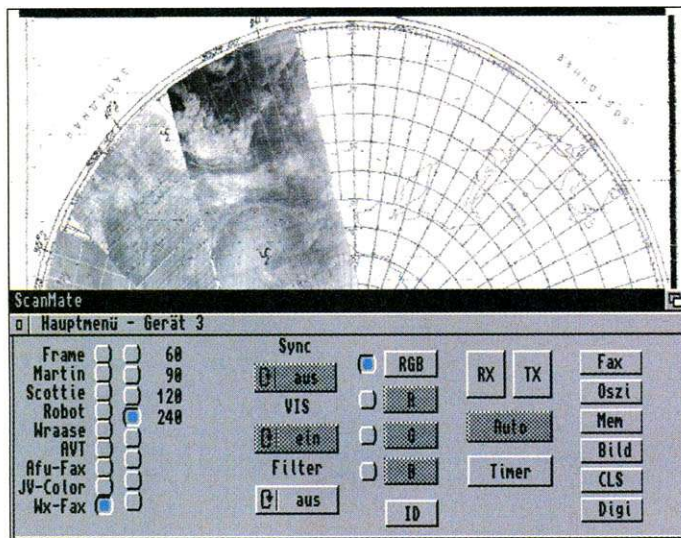 ScanMate
Hauptmenü - Gerät 3
Frame 60
Martin 90
Scottie 120
Robot 240
Wraase
AVT
Afu-Fax
JV-Color
Wx-Fax
Sync
aus
VIS
ein
Filter
aus
RGB
R
G
B
ID
RX TX
Auto
Timer
Fax
Oszi
Mem
Bild
CLS
Digi